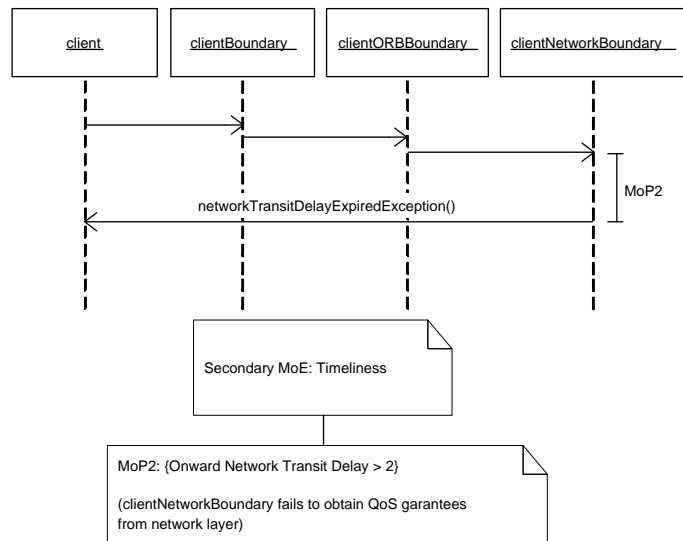 client
clientBoundary
clientORBBoundary
clientNetworkBoundary
MoP2
networkTransitDelayExpiredException()
Secondary MoE: Timeliness
MoP2: {Onward Network Transit Delay > 2}
(clientNetworkBoundary fails to obtain QoS garantees
from network layer)